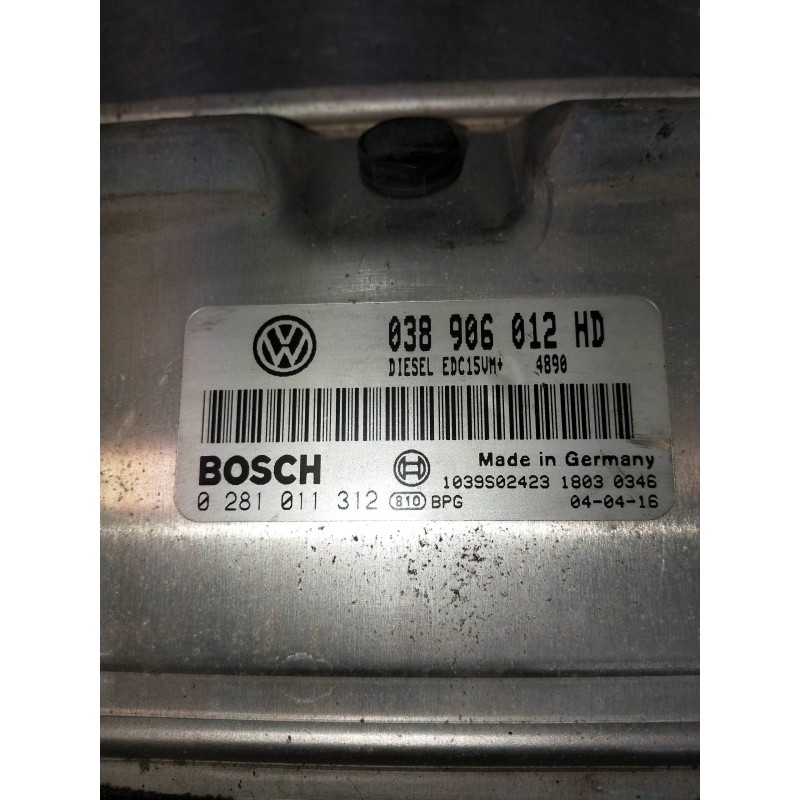 038 906 012 HD
DIESEL EDC15VM+ 4890
BOSCH
Made in Germany
1039S02423 1803 0346
0 281 011 312 810 BPG 04-04-16